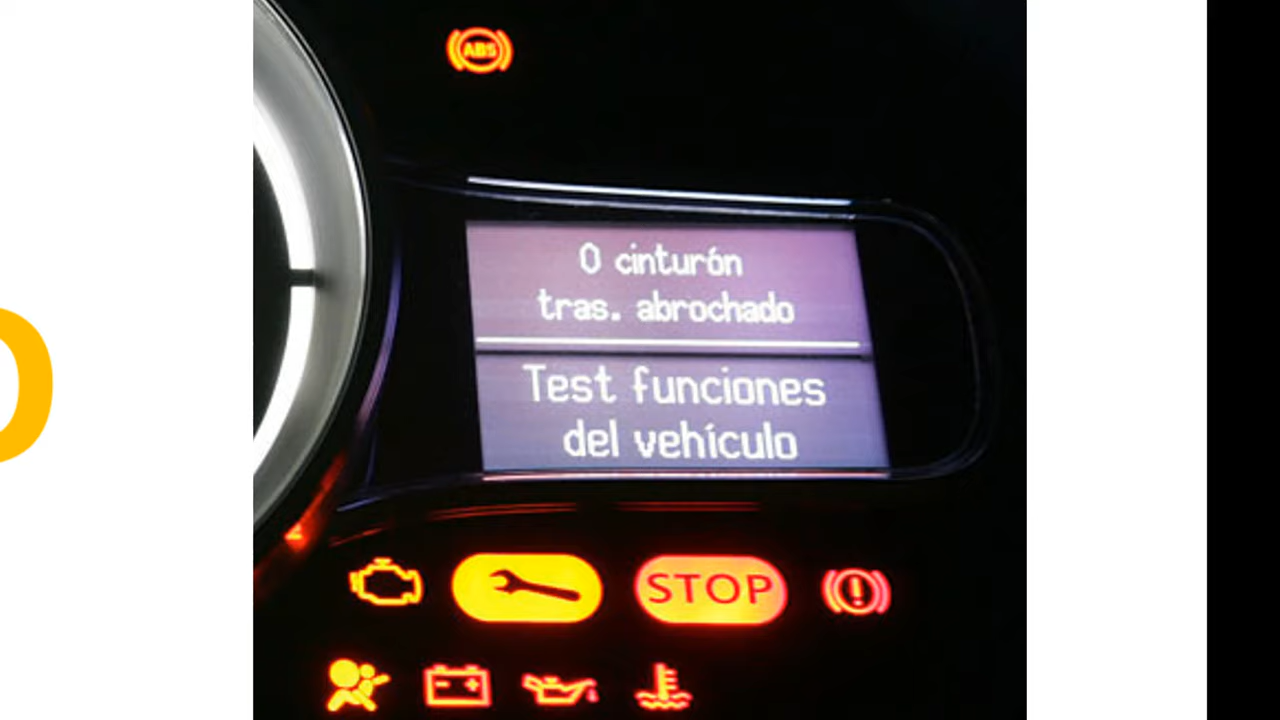 ABS
0 cinturón
tras. abrochado
Test funciones
del vehículo
STOP